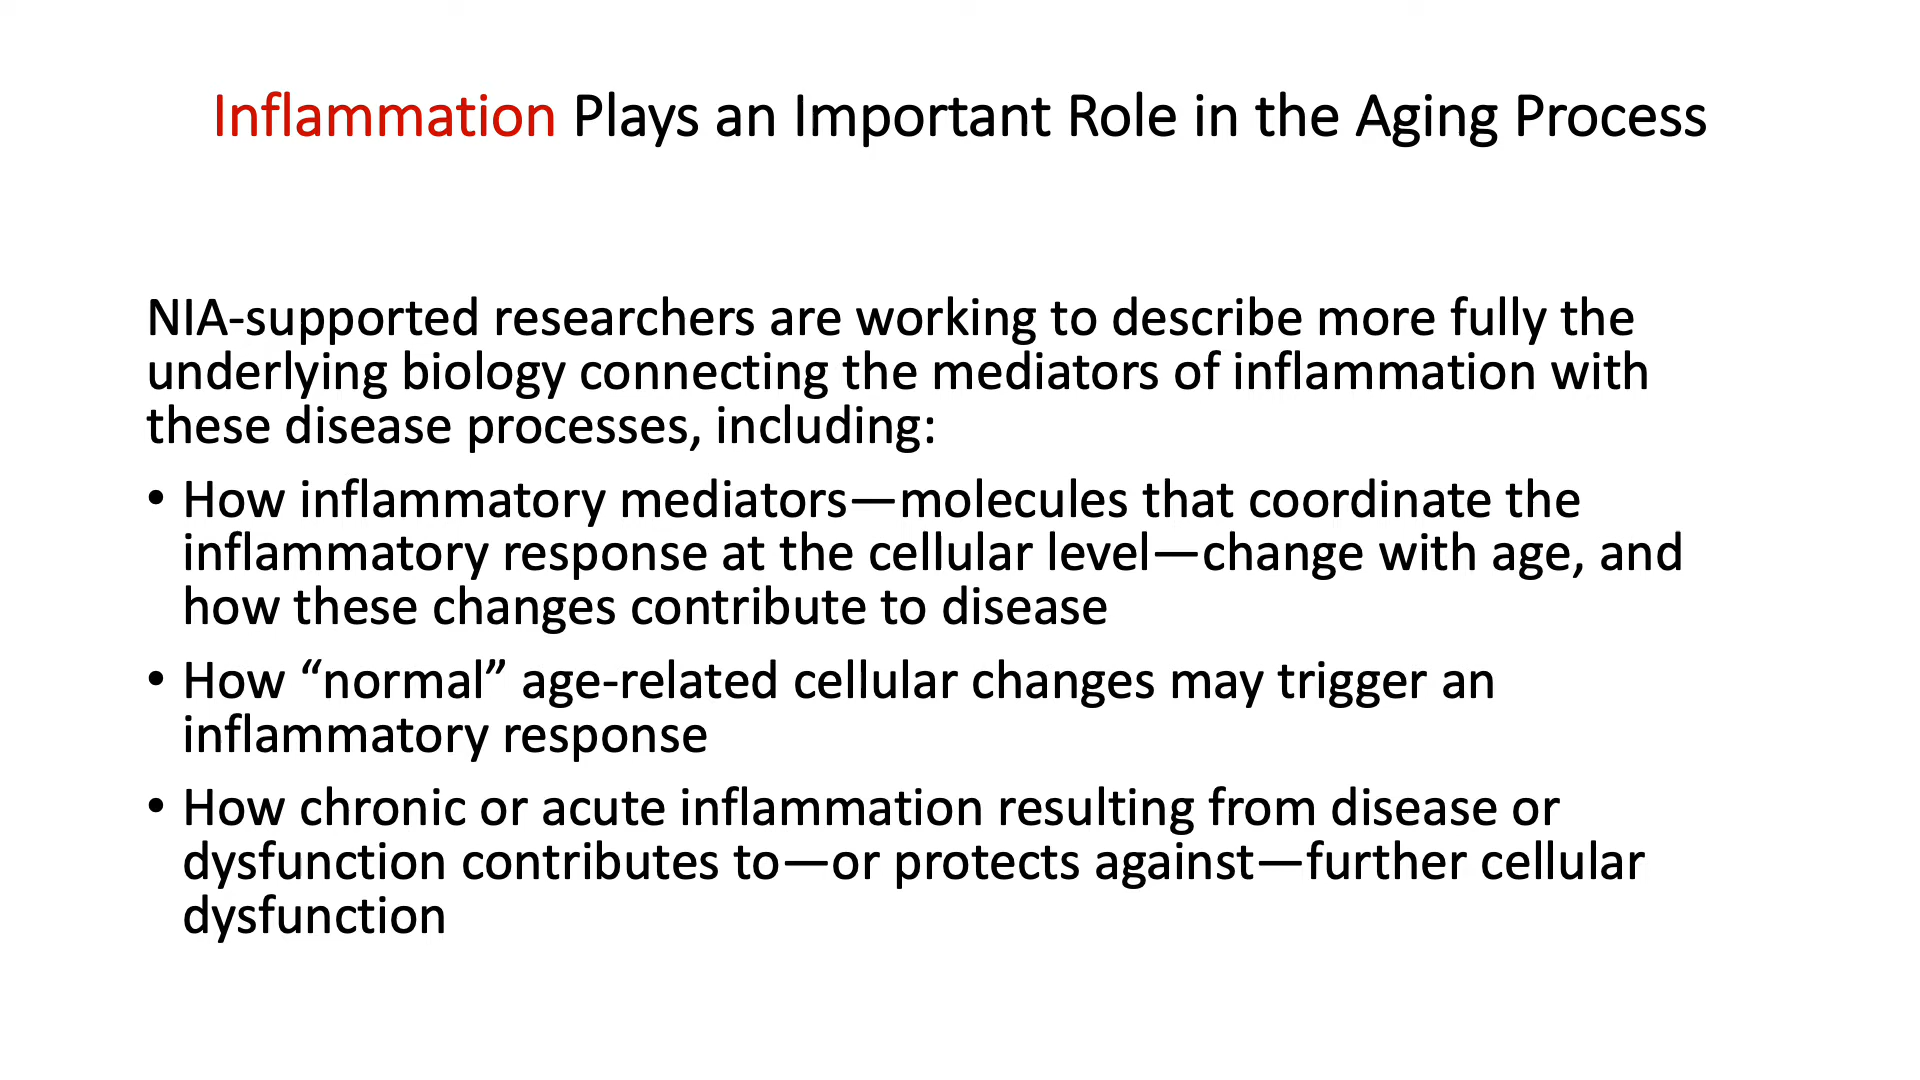 Inflammation Plays an Important Role in the Aging Process
NIA-supported researchers are working to describe more fully the
underlying biology connecting the mediators of inflammation with
these disease processes, including:
• How inflammatory mediators—molecules that coordinate the
inflammatory response at the cellular level—change with age, and
how these changes contribute to disease
• How “normal” age-related cellular changes may trigger an
inflammatory response
• How chronic or acute inflammation resulting from disease or
dysfunction contributes to—or protects against—further cellular
dysfunction